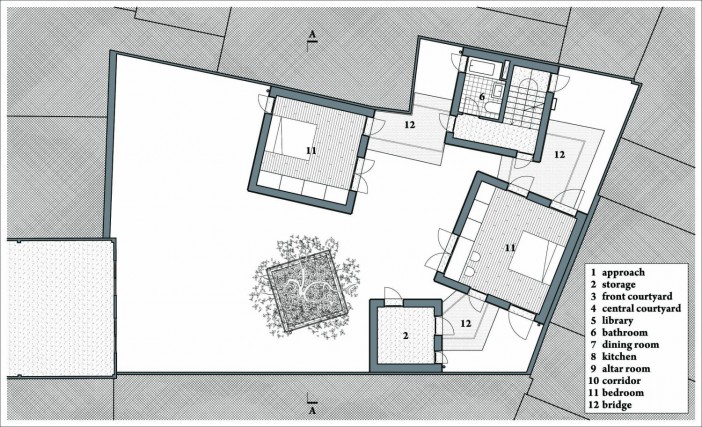 A
6
12
12
11
11
12
2
A
1 approach
2 storage
3 front courtyard
4 central courtyard
5 library
6 bathroom
7 dining room
8 kitchen
9 altar room
10 corridor
11 bedroom
12 bridge